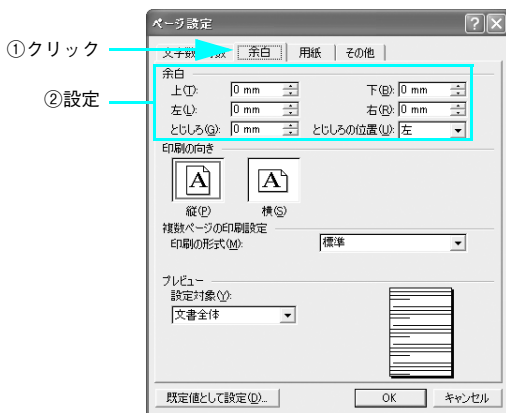 ページ設定
①クリック
余白 用紙 その他
②設定
余白
上(T): 0 mm 下(B): 0 mm
左(L): 0 mm 右(R): 0 mm
とじしろ(G): 0 mm とじしろの位置(U): 左
印刷の向き
A A
縦(P) 横(S)
複数ページの印刷設定
印刷の形式(M): 標準
プレビュー
設定対象(Y):
文書全体
既定値として設定(D)... OK キャンセル